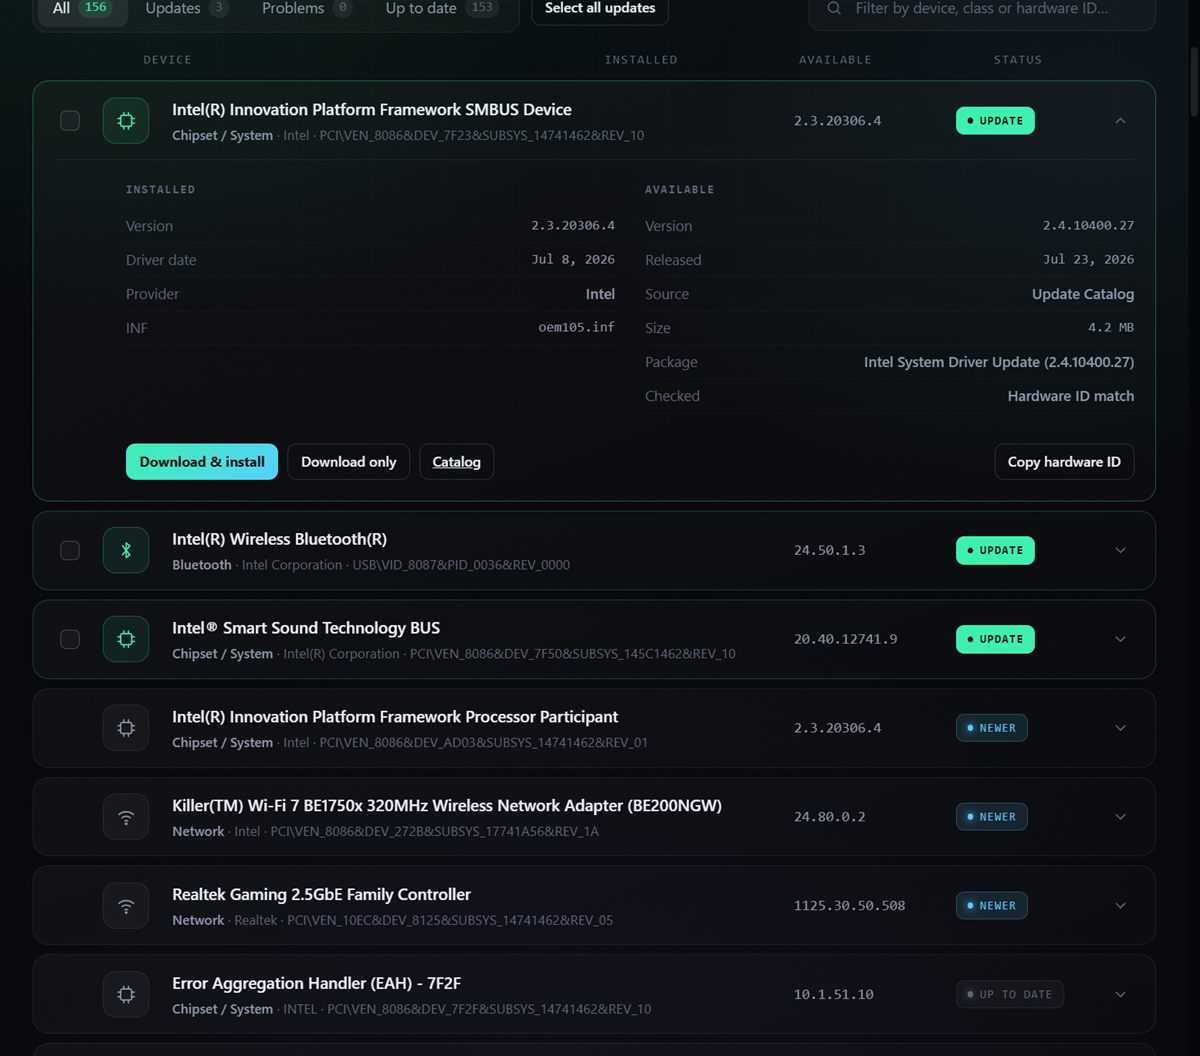 All 156 Updates 3 Problems 0 Up to date 153 Select all updates Filter by device, class or hardware ID...
DEVICE INSTALLED AVAILABLE STATUS
Intel(R) Innovation Platform Framework SMBUS Device
Chipset / System · Intel · PCI\VEN_8086&DEV_7F23&SUBSYS_14741462&REV_10
2.3.20306.4
UPDATE
INSTALLED
Version 2.3.20306.4
Driver date Jul 8, 2026
Provider Intel
INF oem105.inf
AVAILABLE
Version 2.4.10400.27
Released Jul 23, 2026
Source Update Catalog
Size 4.2 MB
Package Intel System Driver Update (2.4.10400.27)
Checked Hardware ID match
Download & install Download only Catalog Copy hardware ID
Intel(R) Wireless Bluetooth(R)
Bluetooth · Intel Corporation · USB\VID_8087&PID_0036&REV_0000
24.50.1.3
UPDATE
Intel® Smart Sound Technology BUS
Chipset / System · Intel(R) Corporation · PCI\VEN_8086&DEV_7F50&SUBSYS_145C1462&REV_10
20.40.12741.9
UPDATE
Intel(R) Innovation Platform Framework Processor Participant
Chipset / System · Intel · PCI\VEN_8086&DEV_AD03&SUBSYS_14741462&REV_01
2.3.20306.4
NEWER
Killer(TM) Wi-Fi 7 BE1750x 320MHz Wireless Network Adapter (BE200NGW)
Network · Intel · PCI\VEN_8086&DEV_272B&SUBSYS_17741A56&REV_1A
24.80.0.2
NEWER
Realtek Gaming 2.5GbE Family Controller
Network · Realtek · PCI\VEN_10EC&DEV_8125&SUBSYS_14741462&REV_05
1125.30.50.508
NEWER
Error Aggregation Handler (EAH) - 7F2F
Chipset / System · INTEL · PCI\VEN_8086&DEV_7F2F&SUBSYS_14741462&REV_10
10.1.51.10
UP TO DATE